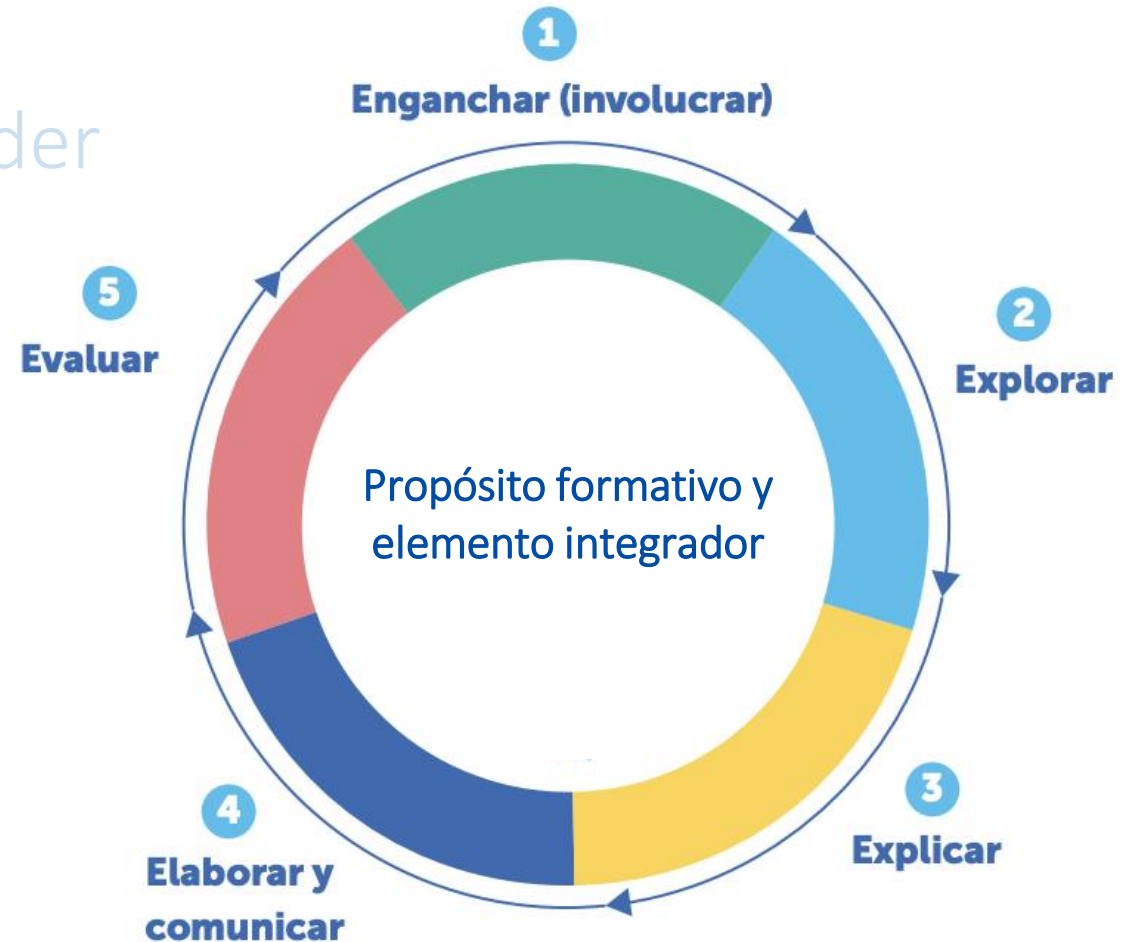 1
Enganchar (involucrar)
der
5
Evaluar
2
Explorar
Propósito formativo y
elemento integrador
3
Explicar
4
Elaborar y
comunicar